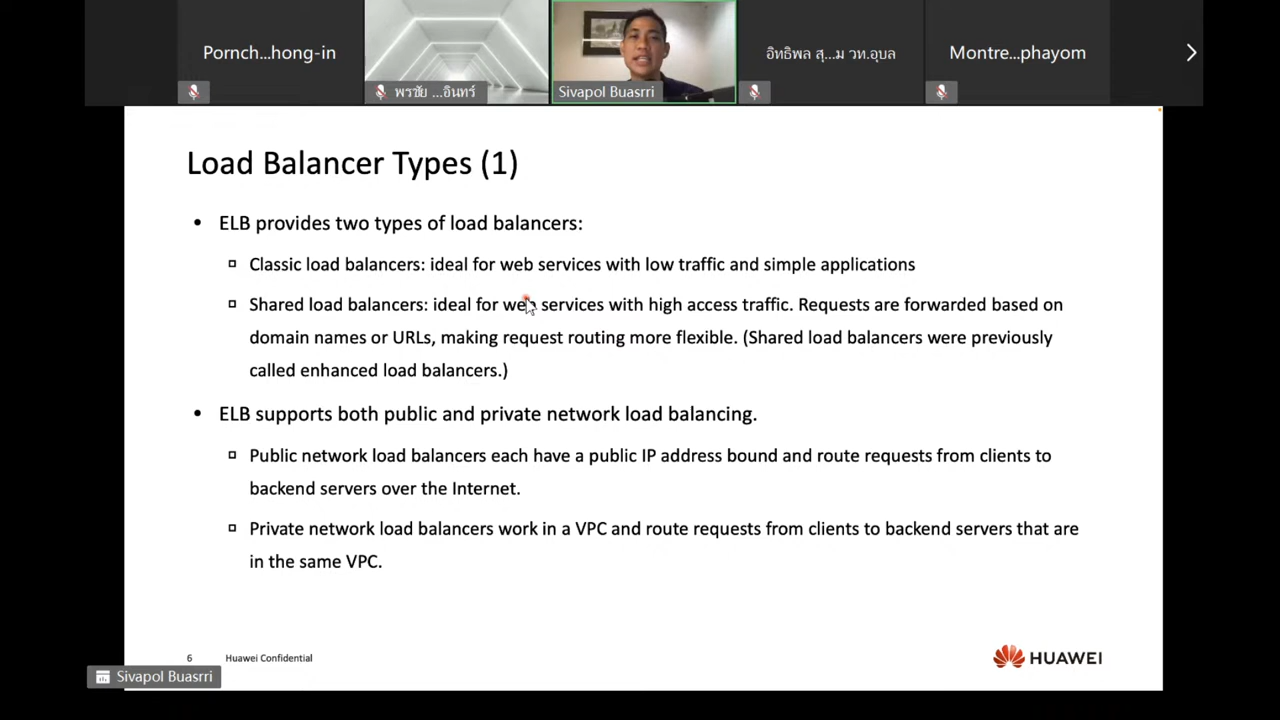 Pornch...hong-in
พรชัย ...อินทร์
Sivapol Buasrri
อิทธิพล สุ...ม วท.อุบล
Montre...phayom
Load Balancer Types (1)
• ELB provides two types of load balancers:
Classic load balancers: ideal for web services with low traffic and simple applications
Shared load balancers: ideal for web services with high access traffic. Requests are forwarded based on
domain names or URLs, making request routing more flexible. (Shared load balancers were previously
called enhanced load balancers.)
• ELB supports both public and private network load balancing.
Public network load balancers each have a public IP address bound and route requests from clients to
backend servers over the Internet.
Private network load balancers work in a VPC and route requests from clients to backend servers that are
in the same VPC.
6 Huawei Confidential
HUAWEI
Sivapol Buasrri